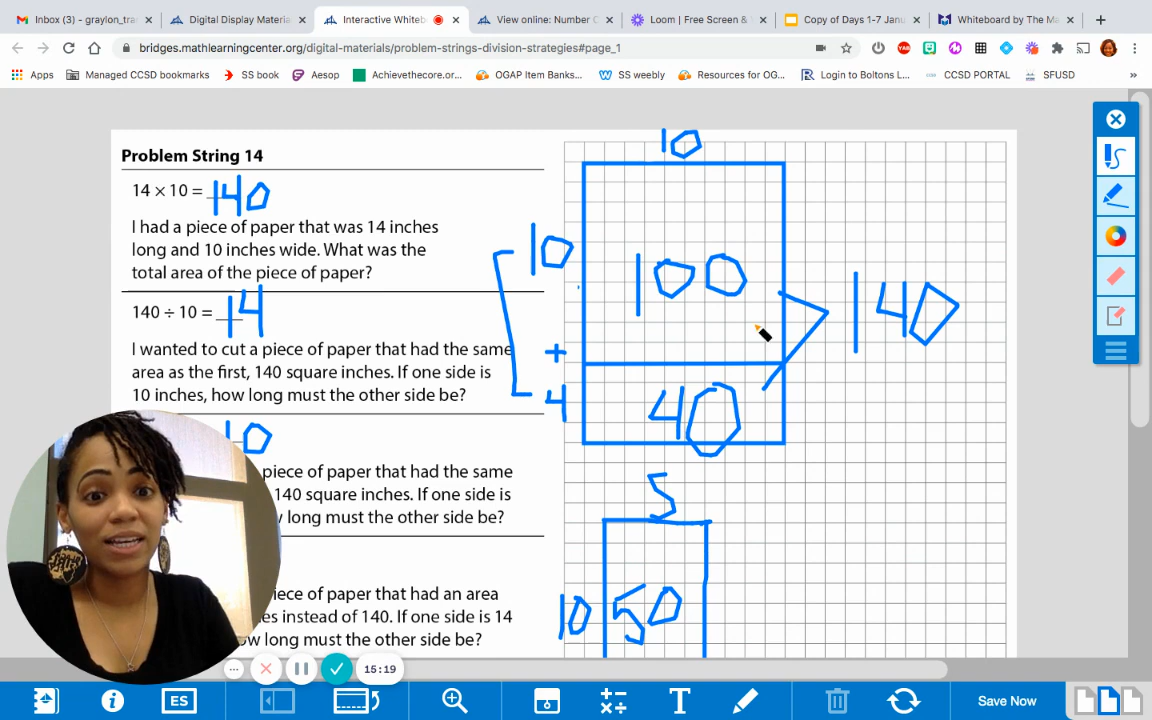 Inbox (3) - graylon_tra
Digital Display Materia
Interactive Whiteb
View online: Number C
Loom | Free Screen &
Copy of Days 1-7 Janu
Whiteboard by The Ma
bridges.mathlearningcenter.org/digital-materials/problem-strings-division-strategies#page_1
Apps
Managed CCSD bookmarks
SS book
Aesop
Achievethecore.or...
OGAP Item Banks...
SS weekly
Resources for OG...
Login to Boltons L...
CCSD PORTAL
SFUSD
»
Problem String 14
14 × 10 = 140
I had a piece of paper that was 14 inches
long and 10 inches wide. What was the
total area of the piece of paper?
140 ÷ 10 = 14
I wanted to cut a piece of paper that had the same
area as the first, 140 square inches. If one side is
10 inches, how long must the other side be?
10
piece of paper that had the same
140 square inches. If one side is
long must the other side be?
iece of paper that had an area
es instead of 140. If one side is 14
ow long must the other side be?
10
10
100
140
+
4
40
5
10
50
15:19
ES
T
Save Now